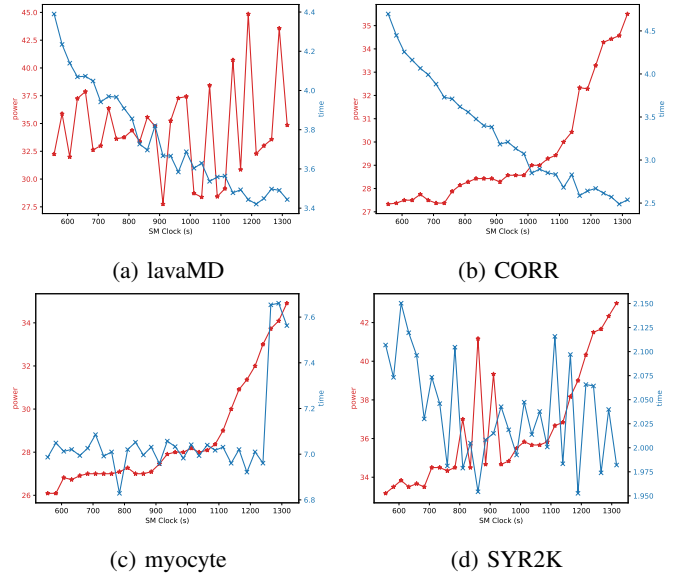 45.0
42.5
40.0
37.5
35.0
32.5
30.0
27.5
power
4.4
4.2
4.0
3.8
3.6
3.4
time
600 700 800 900 1000 1100 1200 1300
SM Clock (s)
(a) lavaMD
35
34
33
32
31
30
29
28
27
power
4.5
4.0
3.5
3.0
2.5
time
600 700 800 900 1000 1100 1200 1300
SM Clock (s)
(b) CORR
34
32
30
28
26
power
7.6
7.4
7.2
7.0
6.8
time
600 700 800 900 1000 1100 1200 1300
SM Clock (s)
(c) myocyte
42
40
38
36
34
power
2.150
2.125
2.100
2.075
2.050
2.025
2.000
1.975
1.950
time
600 700 800 900 1000 1100 1200 1300
SM Clock (s)
(d) SYR2K